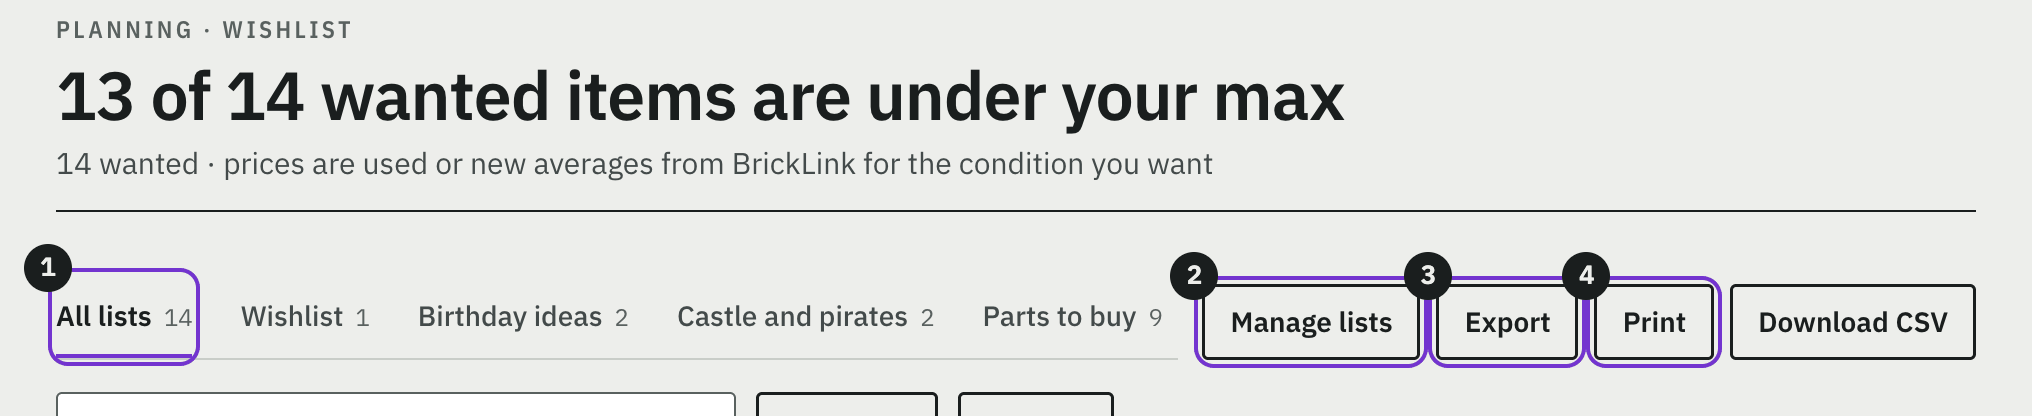 PLANNING · WISHLIST
13 of 14 wanted items are under your max
14 wanted · prices are used or new averages from BrickLink for the condition you want
1 2 3 4
All lists 14 Wishlist 1 Birthday ideas 2 Castle and pirates 2 Parts to buy 9 Manage lists Export Print Download CSV